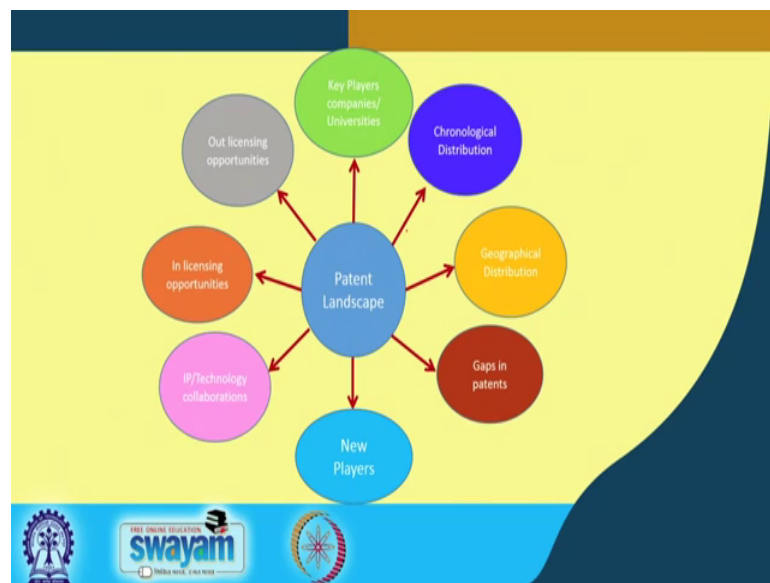 Key Players
companies/
Universities
Chronological
Distribution
Geographical
Distribution
Gaps in
patents
New
Players
IP/Technology
collaborations
In licensing
opportunities
Out licensing
opportunities
Patent
Landscape
FREE ONLINE EDUCATION
swayam